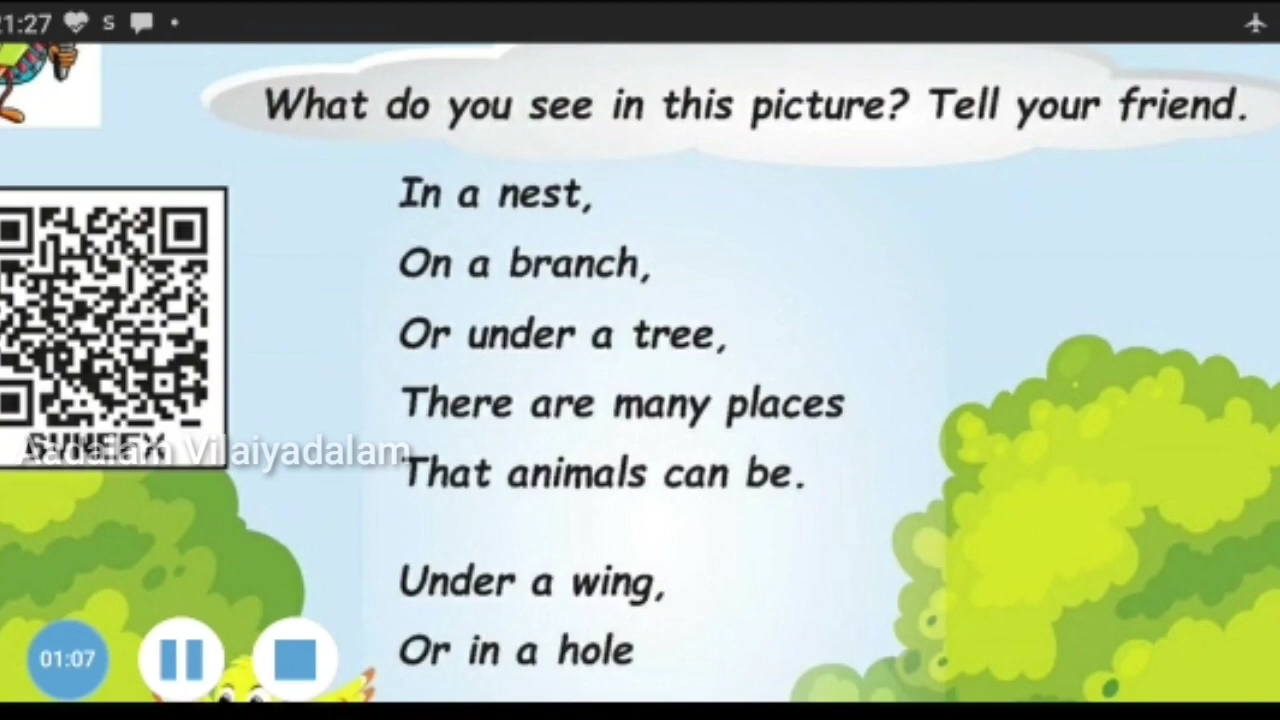 21:27 S
What do you see in this picture? Tell your friend.
In a nest,
On a branch,
Or under a tree,
There are many places
Aadalam Vilaiyadalam
That animals can be.
Under a wing,
Or in a hole
01:07